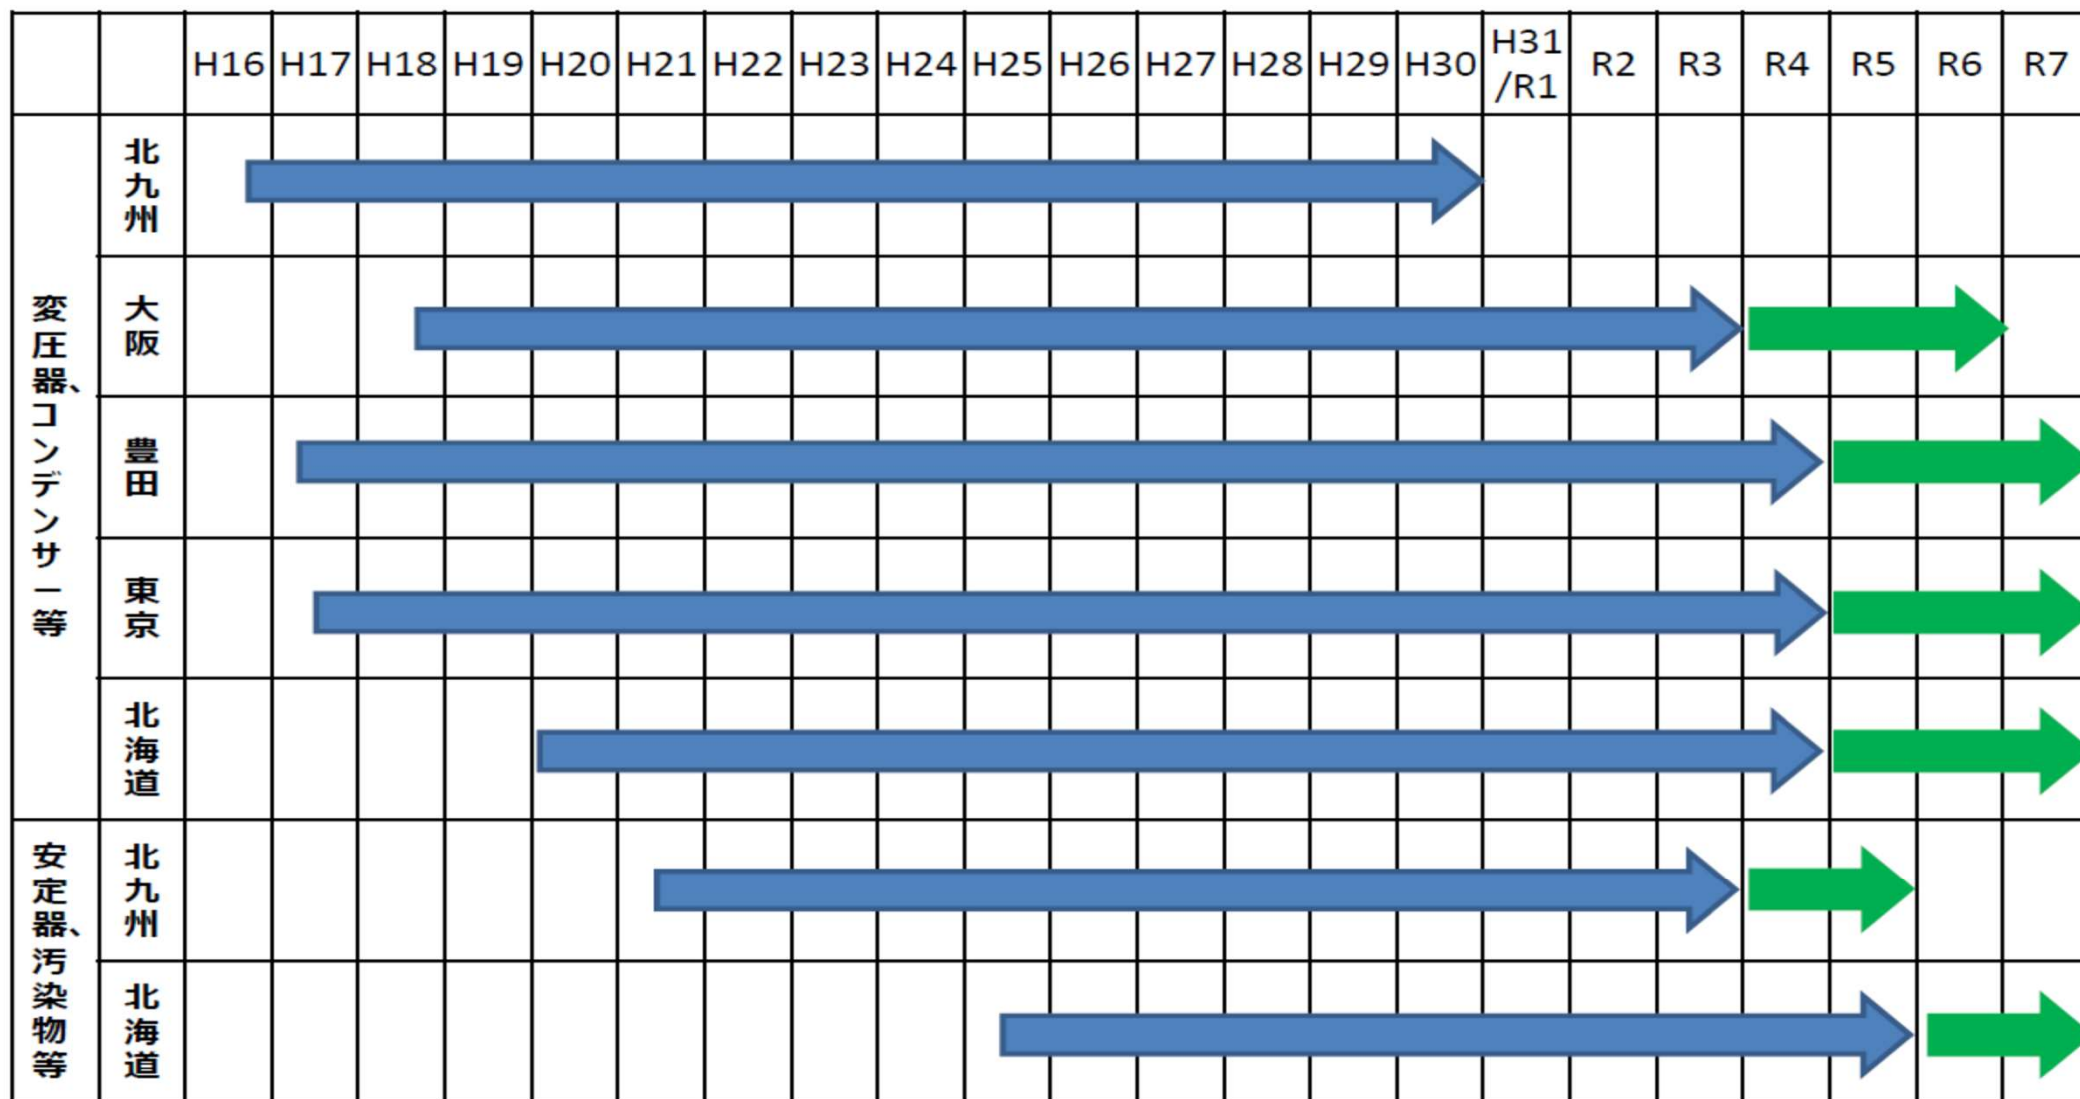 H16 H17 H18 H19 H20 H21 H22 H23 H24 H25 H26 H27 H28 H29 H30 H31/R1 R2 R3 R4 R5 R6 R7
変圧器、コンデンサー等
北九州
大阪
豊田
東京
北海道
安定器、汚染物等
北九州
北海道